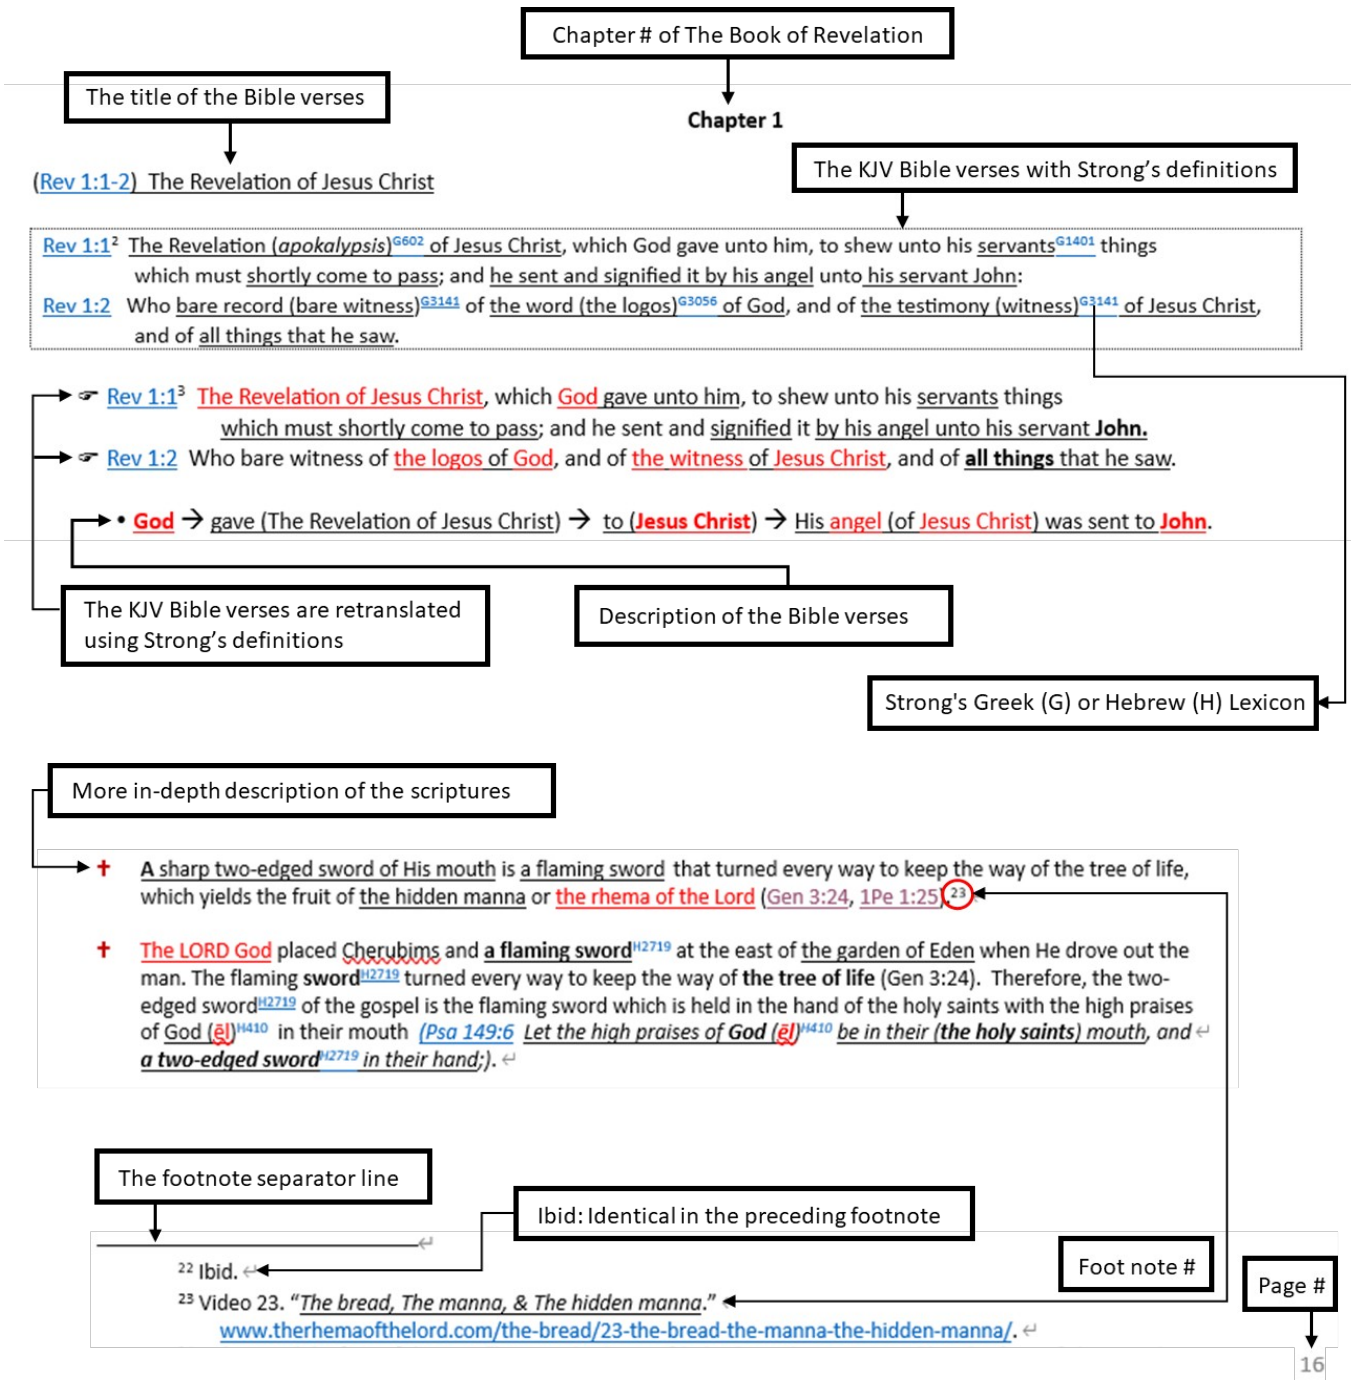 Chapter # of The Book of Revelation
The title of the Bible verses
Chapter 1
The KJV Bible verses with Strong's definitions
(Rev 1:1-2) The Revelation of Jesus Christ
Rev 1:1² The Revelation (apokalypsis)G602 of Jesus Christ, which God gave unto him, to shew unto his servantsG1401 things
which must shortly come to pass; and he sent and signified it by his angel unto his servant John:
Rev 1:2 Who bare record (bare witness)G3141 of the word (the logos)G3056 of God, and of the testimony (witness)G3141 of Jesus Christ,
and of all things that he saw.
☞ Rev 1:1³ The Revelation of Jesus Christ, which God gave unto him, to shew unto his servants things
which must shortly come to pass; and he sent and signified it by his angel unto his servant John.
☞ Rev 1:2 Who bare witness of the logos of God, and of the witness of Jesus Christ, and of all things that he saw.
• God → gave (The Revelation of Jesus Christ) → to (Jesus Christ) → His angel (of Jesus Christ) was sent to John.
The KJV Bible verses are retranslated
using Strong's definitions
Description of the Bible verses
Strong's Greek (G) or Hebrew (H) Lexicon
More in-depth description of the scriptures
✝ A sharp two-edged sword of His mouth is a flaming sword that turned every way to keep the way of the tree of life,
which yields the fruit of the hidden manna or the rhema of the Lord (Gen 3:24, 1Pe 1:25).23
✝ The LORD God placed Cherubims and a flaming swordH2719 at the east of the garden of Eden when He drove out the
man. The flaming swordH2719 turned every way to keep the way of the tree of life (Gen 3:24). Therefore, the two-
edged swordH2719 of the gospel is the flaming sword which is held in the hand of the holy saints with the high praises
of God (ēl)H410 in their mouth (Psa 149:6 Let the high praises of God (ēl)H410 be in their (the holy saints) mouth, and ↵
a two-edged swordH2719 in their hand;). ↵
The footnote separator line
Ibid: Identical in the preceding footnote
↵
22 Ibid. ↵
Foot note #
Page #
23 Video 23. “The bread, The manna, & The hidden manna.”
www.therhemaofthelord.com/the-bread/23-the-bread-the-manna-the-hidden-manna/. ↵
16